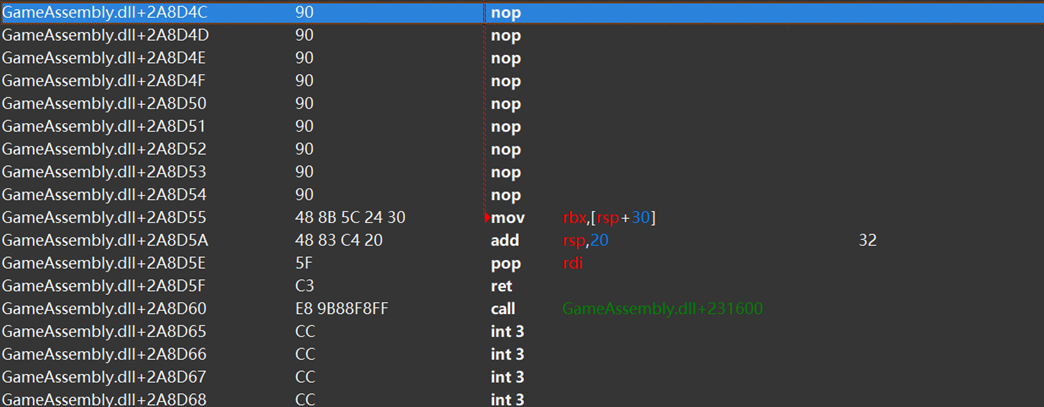 GameAssembly.dll+2A8D4C 90 nop
GameAssembly.dll+2A8D4D 90 nop
GameAssembly.dll+2A8D4E 90 nop
GameAssembly.dll+2A8D4F 90 nop
GameAssembly.dll+2A8D50 90 nop
GameAssembly.dll+2A8D51 90 nop
GameAssembly.dll+2A8D52 90 nop
GameAssembly.dll+2A8D53 90 nop
GameAssembly.dll+2A8D54 90 nop
GameAssembly.dll+2A8D55 48 8B 5C 24 30 mov rbx,[rsp+30]
GameAssembly.dll+2A8D5A 48 83 C4 20 add rsp,20 32
GameAssembly.dll+2A8D5E 5F pop rdi
GameAssembly.dll+2A8D5F C3 ret
GameAssembly.dll+2A8D60 E8 9B88F8FF call GameAssembly.dll+231600
GameAssembly.dll+2A8D65 CC int 3
GameAssembly.dll+2A8D66 CC int 3
GameAssembly.dll+2A8D67 CC int 3
GameAssembly.dll+2A8D68 CC int 3